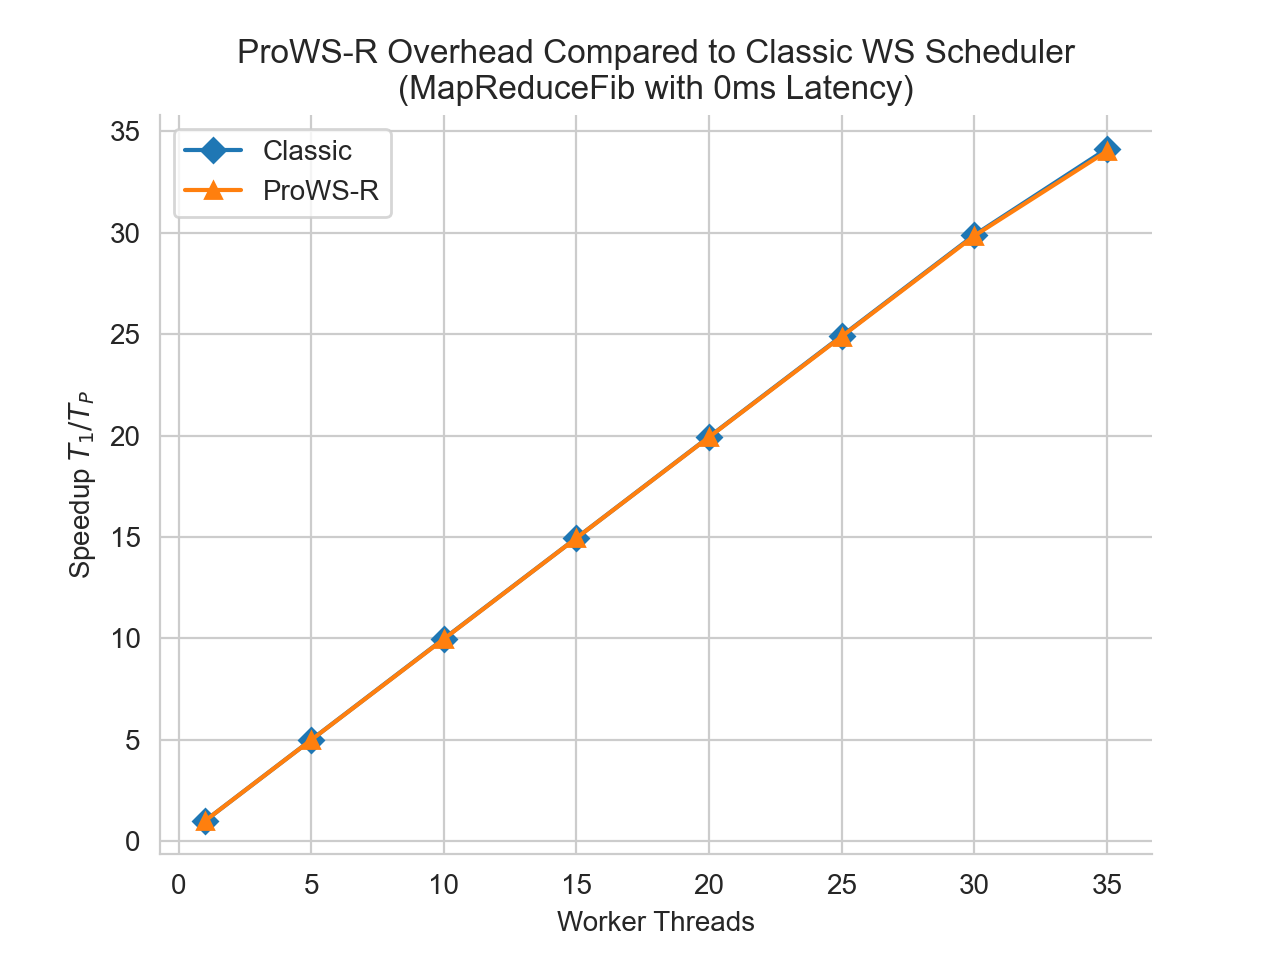 ProWS-R Overhead Compared to Classic WS Scheduler
(MapReduceFib with 0ms Latency)
Classic
ProWS-R
35
30
25
20
15
10
5
0
Speedup T₁/T_P
0 5 10 15 20 25 30 35
Worker Threads